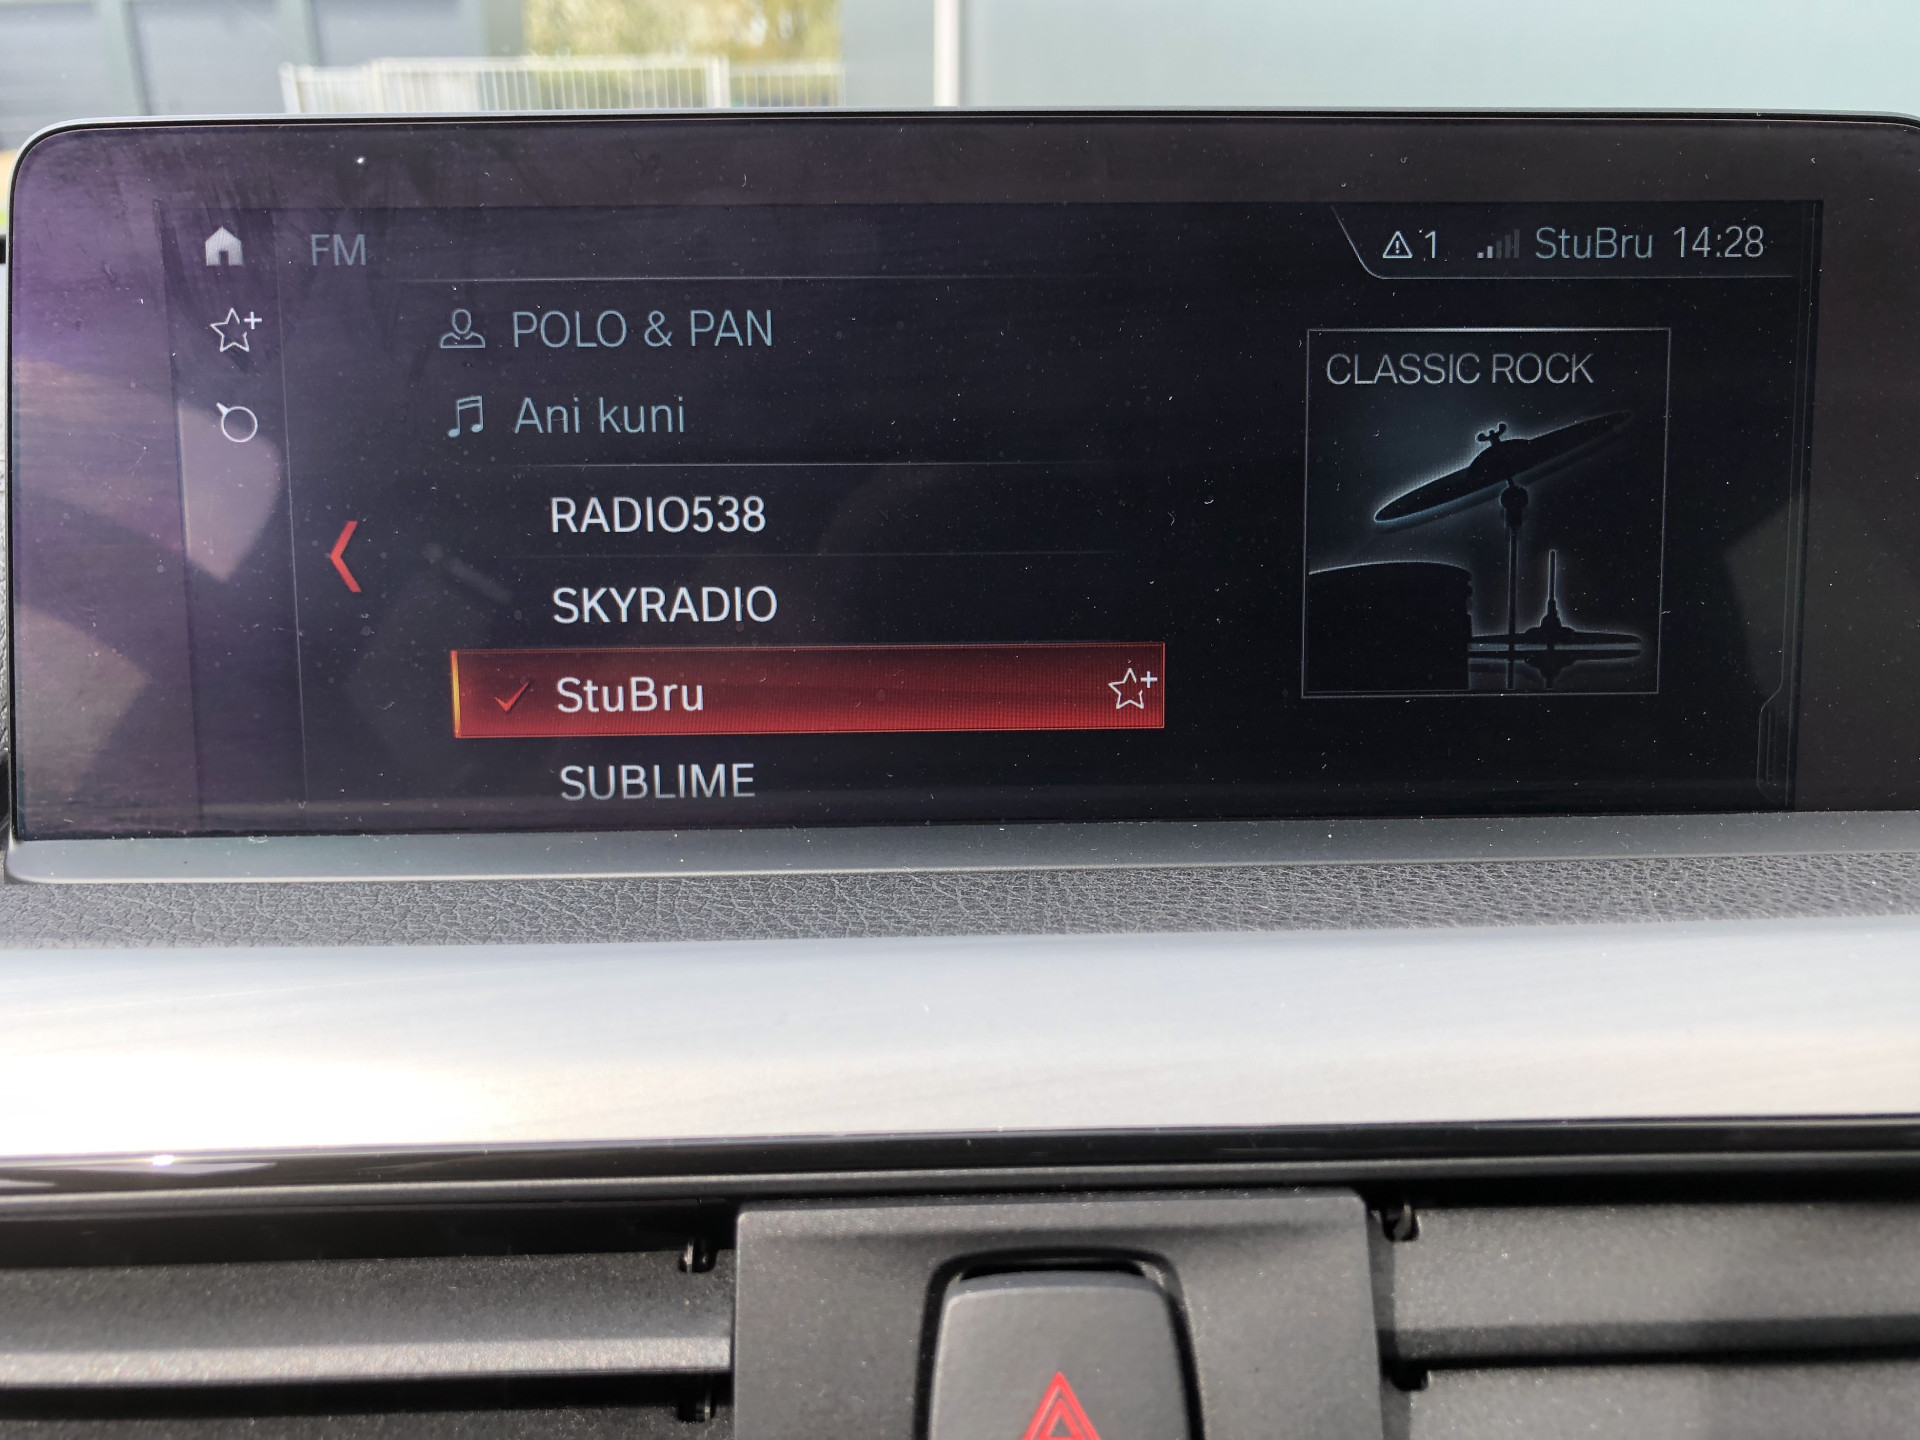 FM
1 StuBru 14:28
POLO & PAN
Ani kuni
CLASSIC ROCK
RADIO538
SKYRADIO
StuBru
SUBLIME